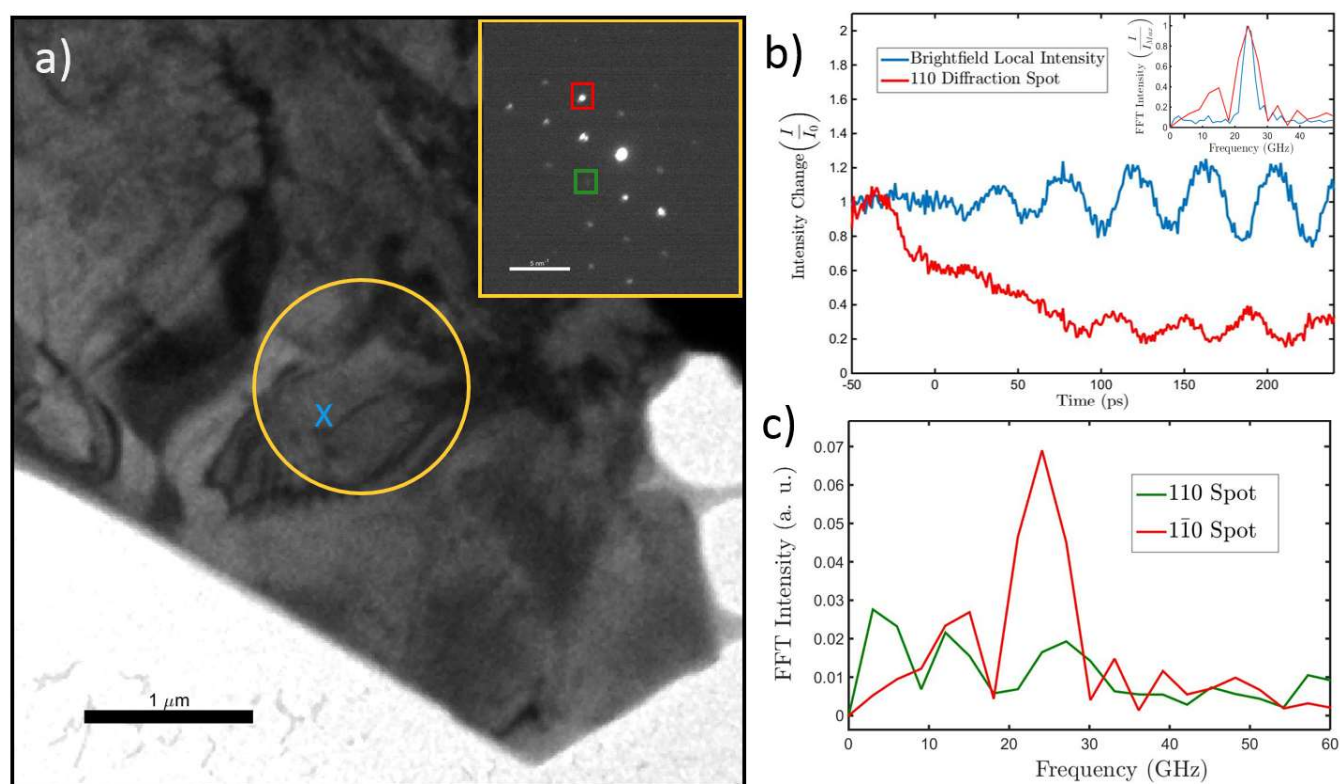 a)
5 nm⁻¹
X
1 μm
b)
Brightfield Local Intensity
110 Diffraction Spot
FFT Intensity (I/I_Max)
1
0.8
0.6
0.4
0.2
0
0 10 20 30 40
Frequency (GHz)
Intensity Change (I/I₀)
2
1.8
1.6
1.4
1.2
1.0
0.8
0.6
0.4
0.2
0
-50 0 50 100 150 200
Time (ps)
c)
110 Spot
11̄0 Spot
FFT Intensity (a. u.)
0.07
0.06
0.05
0.04
0.03
0.02
0.01
0
0 10 20 30 40 50 60
Frequency (GHz)